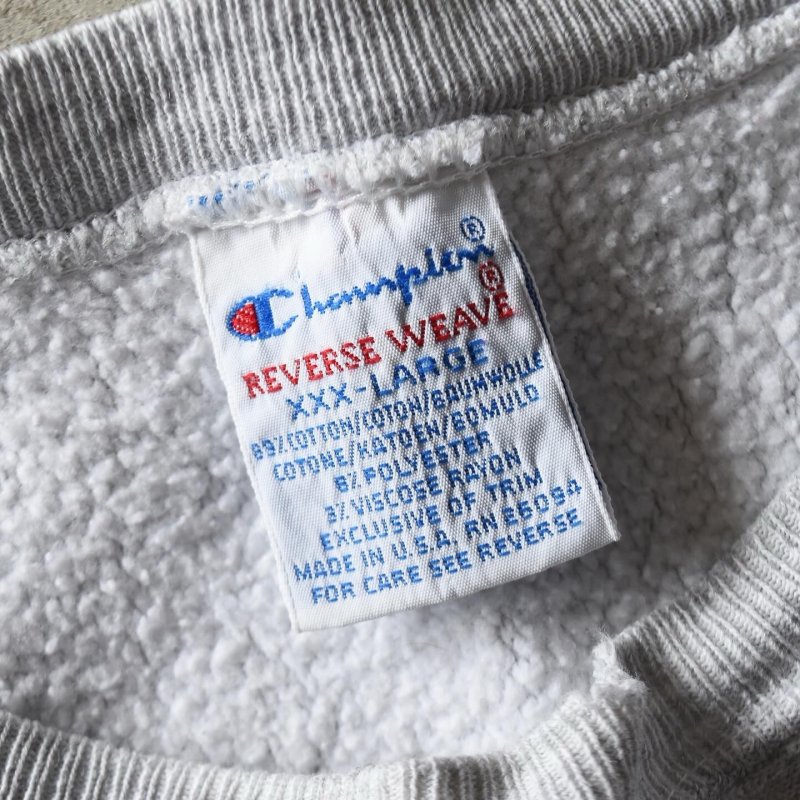 Champion®
REVERSE WEAVE®
XXX-LARGE
89% COTTON/COTON/BAUMWOLLE
COTONE/KATOEN/BOMULD
8% POLYESTER
3% VISCOSE RAYON
EXCLUSIVE OF TRIM
MADE IN U.S.A. RN 26094
FOR CARE SEE REVERSE